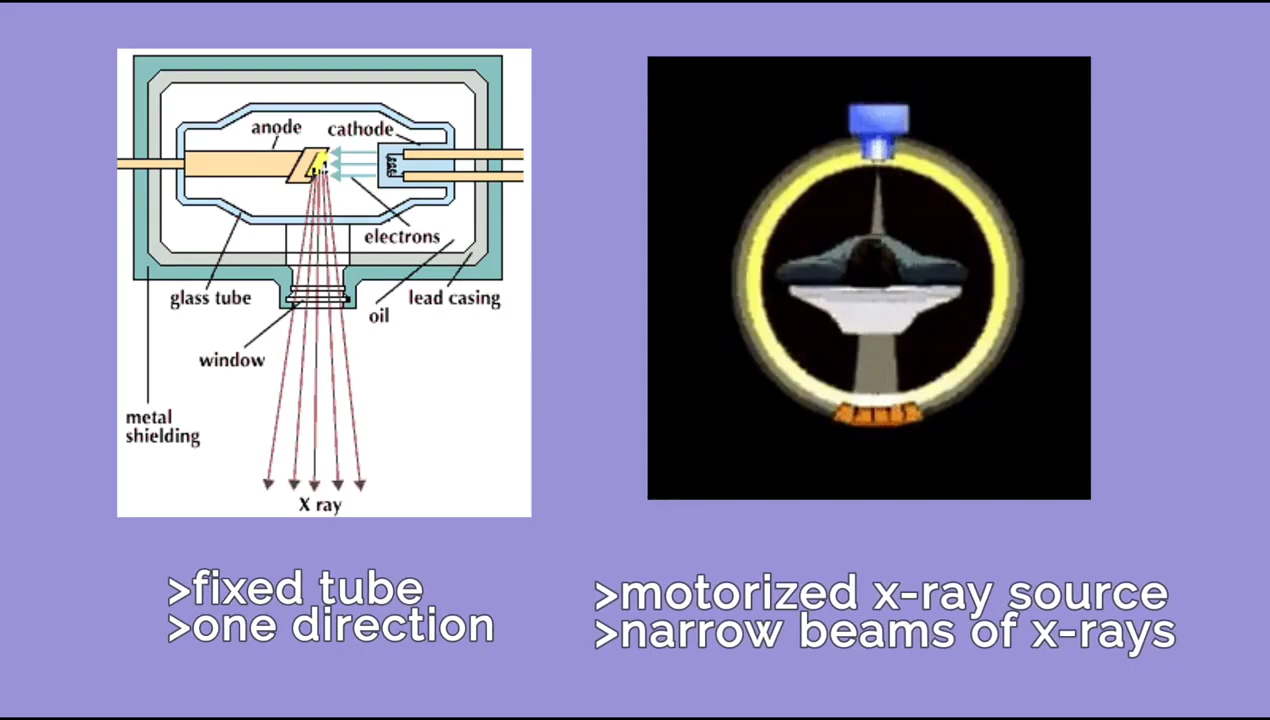 anode
cathode
electrons
glass tube
lead casing
oil
window
metal
shielding
X ray
>fixed tube
>one direction
>motorized x-ray source
>narrow beams of x-rays